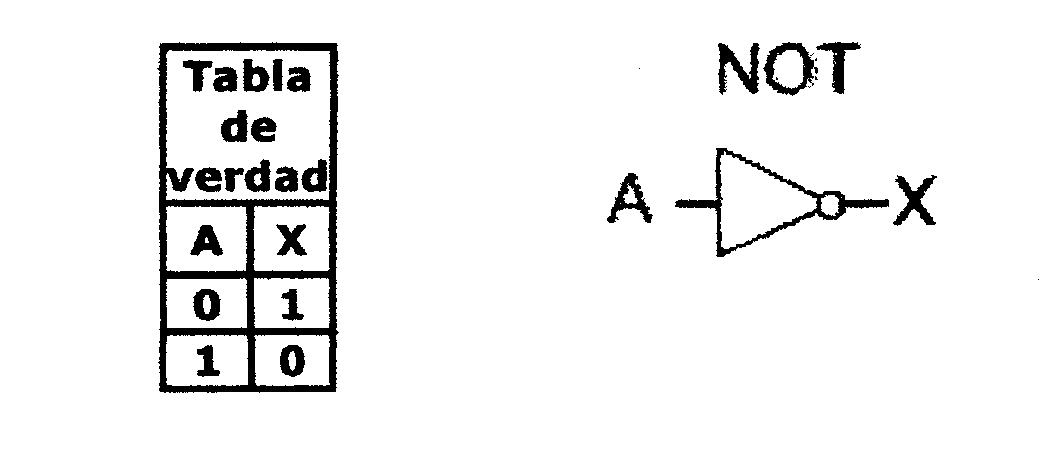 Tabla
de
verdad
A X
0 1
1 0
NOT
A X